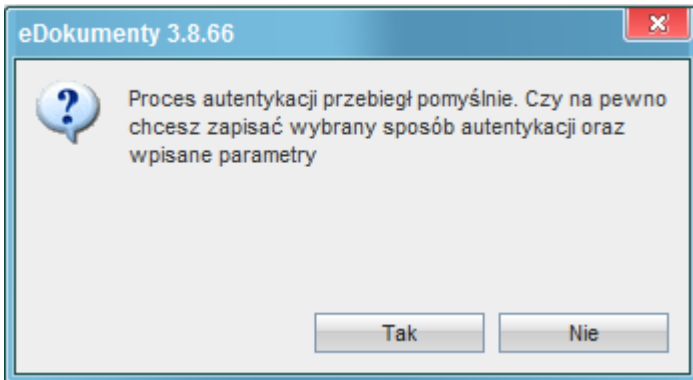 eDokumenty 3.8.66
Proces autentykacji przebiegł pomyślnie. Czy na pewno
chcesz zapisać wybrany sposób autentykacji oraz
wpisane parametry
Tak
Nie